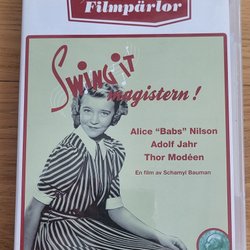 Filmpärlor
Swing it
magistern!
Alice "Babs" Nilson
Adolf Jahr
Thor Modéen
En film av Schamyl Bauman